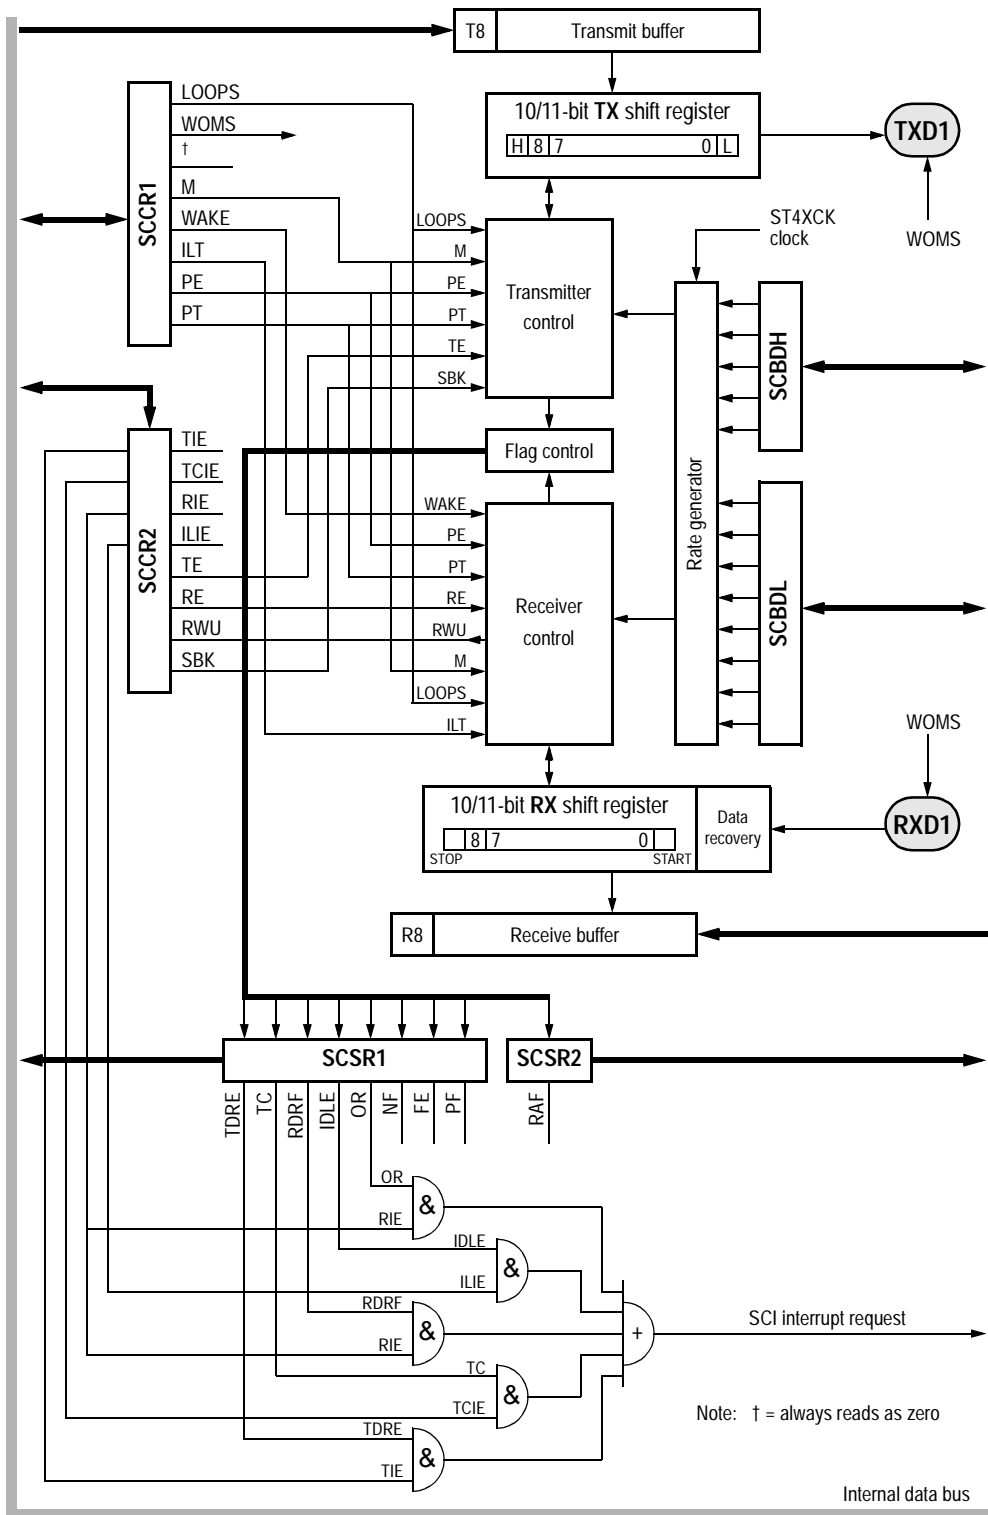 T8 Transmit buffer
10/11-bit TX shift register
H 8 7 0 L
TXD1
WOMS
SCCR1
LOOPS
WOMS
†
M
WAKE
ILT
PE
PT
LOOPS
M
PE
PT
TE
SBK
Transmitter
control
ST4XCK
clock
Rate generator
SCBDH
SCBDL
Flag control
SCCR2
TIE
TCIE
RIE
ILIE
TE
RE
RWU
SBK
WAKE
PE
PT
RE
RWU
M
LOOPS
ILT
Receiver
control
WOMS
RXD1
10/11-bit RX shift register
8 7 0
STOP START
Data
recovery
R8 Receive buffer
SCSR1
SCSR2
TDRE
TC
RDRF
IDLE
OR
NF
FE
PF
RAF
OR
RIE
&
IDLE
ILIE
&
RDRF
RIE
&
TC
TCIE
&
TDRE
TIE
&
+
SCI interrupt request
Note: † = always reads as zero
Internal data bus